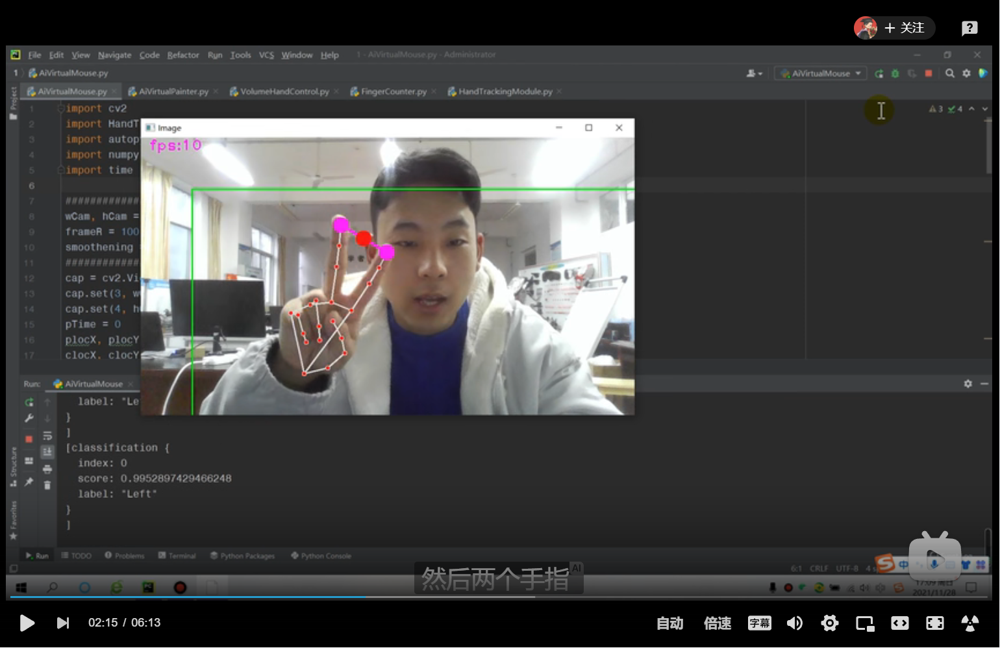 + 关注
File Edit View Navigate Code Refactor Run Tools VCS Window Help 1 - AiVirtualMouse.py - Administrator
1 AiVirtualMouse.py
AiVirtualMouse
AiVirtualMouse.py AiVirtualPainter.py VolumeHandControl.py FingerCounter.py HandTrackingModule.py
Project
1 import cv2
3 4
2 import HandT
3 import autop
4 import numpy
5 import time
6
7 ############
8 wCam, hCam =
9 frameR = 100
10 smoothening
11 ############
12 cap = cv2.Vi
13 cap.set(3, w
14 cap.set(4, h
15 pTime = 0
16 plocX, plocY
17 clocX, clocY
Image
fps:10
Run: AiVirtualMouse
label: "Le
}
]
[classification {
index: 0
score: 0.9952897429466248
label: "Left"
}
]
Structure
Favorites
Run TODO Problems Terminal Python Packages Python Console
6:1 CRLF UTF-8 4 s
中
然后两个手指
AI
17:09 周日
2021/11/28
02:15 / 06:13
自动 倍速 字幕